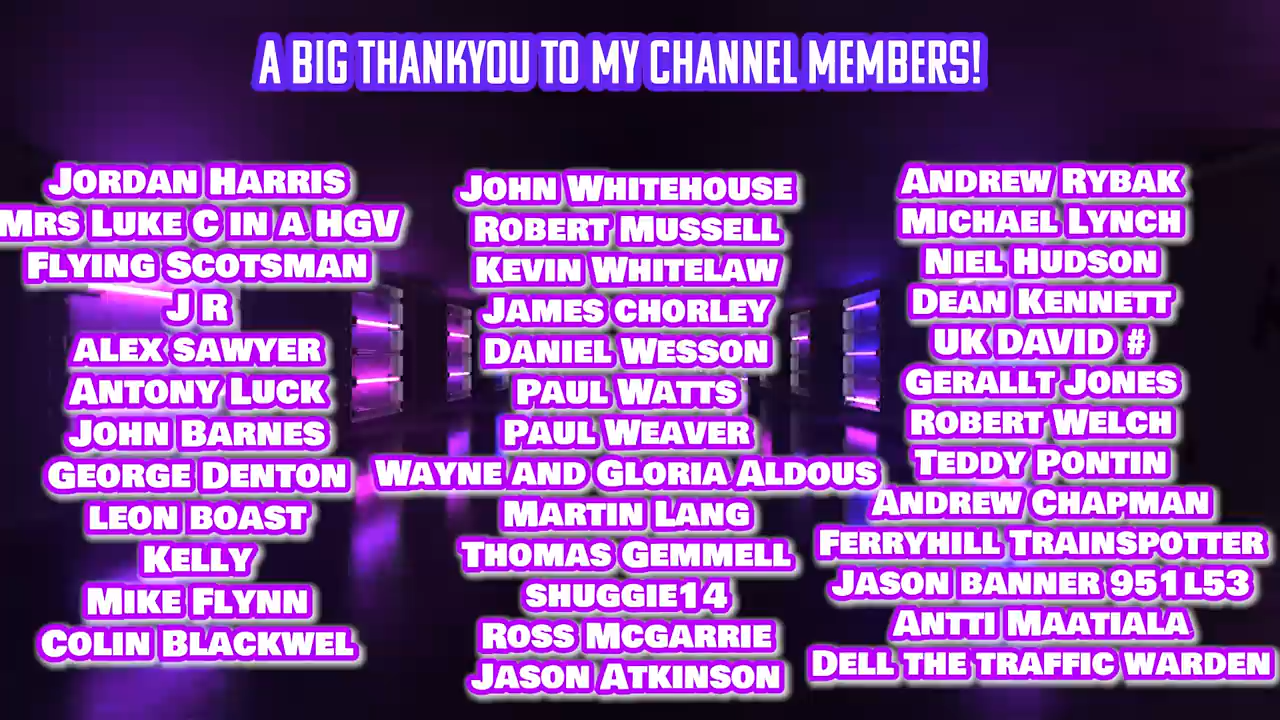 A BIG THANKYOU TO MY CHANNEL MEMBERS!
Jordan Harris
Mrs Luke C in a HGV
Flying Scotsman
J R
alex sawyer
Antony Luck
John Barnes
George Denton
leon boast
Kelly
Mike Flynn
Colin Blackwel
John Whitehouse
Robert Mussell
Kevin Whitelaw
James chorley
Daniel Wesson
Paul Watts
Paul Weaver
Wayne and Gloria Aldous
Martin Lang
Thomas Gemmell
shuggie14
Ross McGarrie
Jason Atkinson
Andrew Rybak
Michael Lynch
Niel Hudson
Dean Kennett
UK DAVID #
Gerallt Jones
Robert Welch
Teddy Pontin
Andrew Chapman
Ferryhill Trainspotter
Jason banner 951L53
Antti Maatiala
Dell the traffic warden